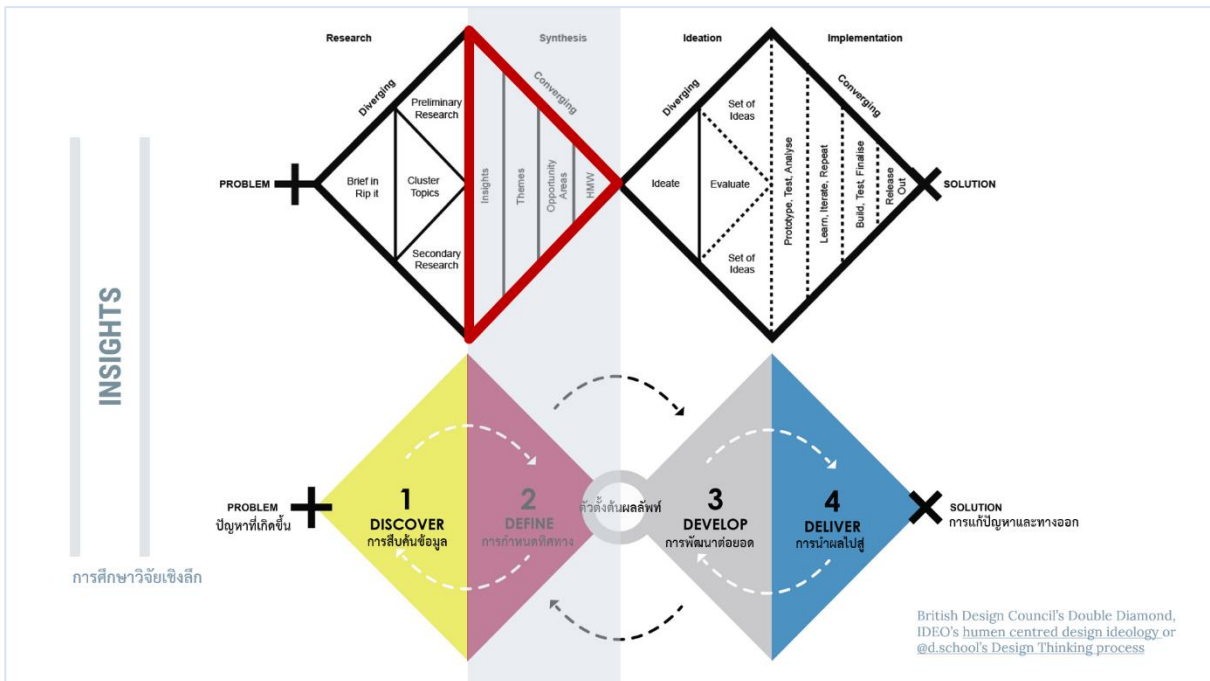 Research
Synthesis
Ideation
Implementation
Diverging
Converging
Diverging
Converging
Preliminary
Research
Set of
Ideas
PROBLEM
Brief in
Rip it
Cluster
Topics
Insights
Themes
Opportunity
Areas
HMW
Ideate
Evaluate
Prototype, Test, Analyse
Learn, Iterate, Repeat
Build, Test, Finalise
Release
Out
SOLUTION
Secondary
Research
Set of
Ideas
INSIGHTS
การศึกษาวิจัยเชิงลึก
PROBLEM
ปัญหาที่เกิดขึ้น
1
DISCOVER
การสืบค้นข้อมูล
2
DEFINE
การกำหนดทิศทาง
ตัวตั้งต้นผลลัพท์
3
DEVELOP
การพัฒนาต่อยอด
4
DELIVER
การนำผลไปสู่
SOLUTION
การแก้ปัญหาและทางออก
British Design Council's Double Diamond,
IDEO's humen centred design ideology or
@d.school's Design Thinking process